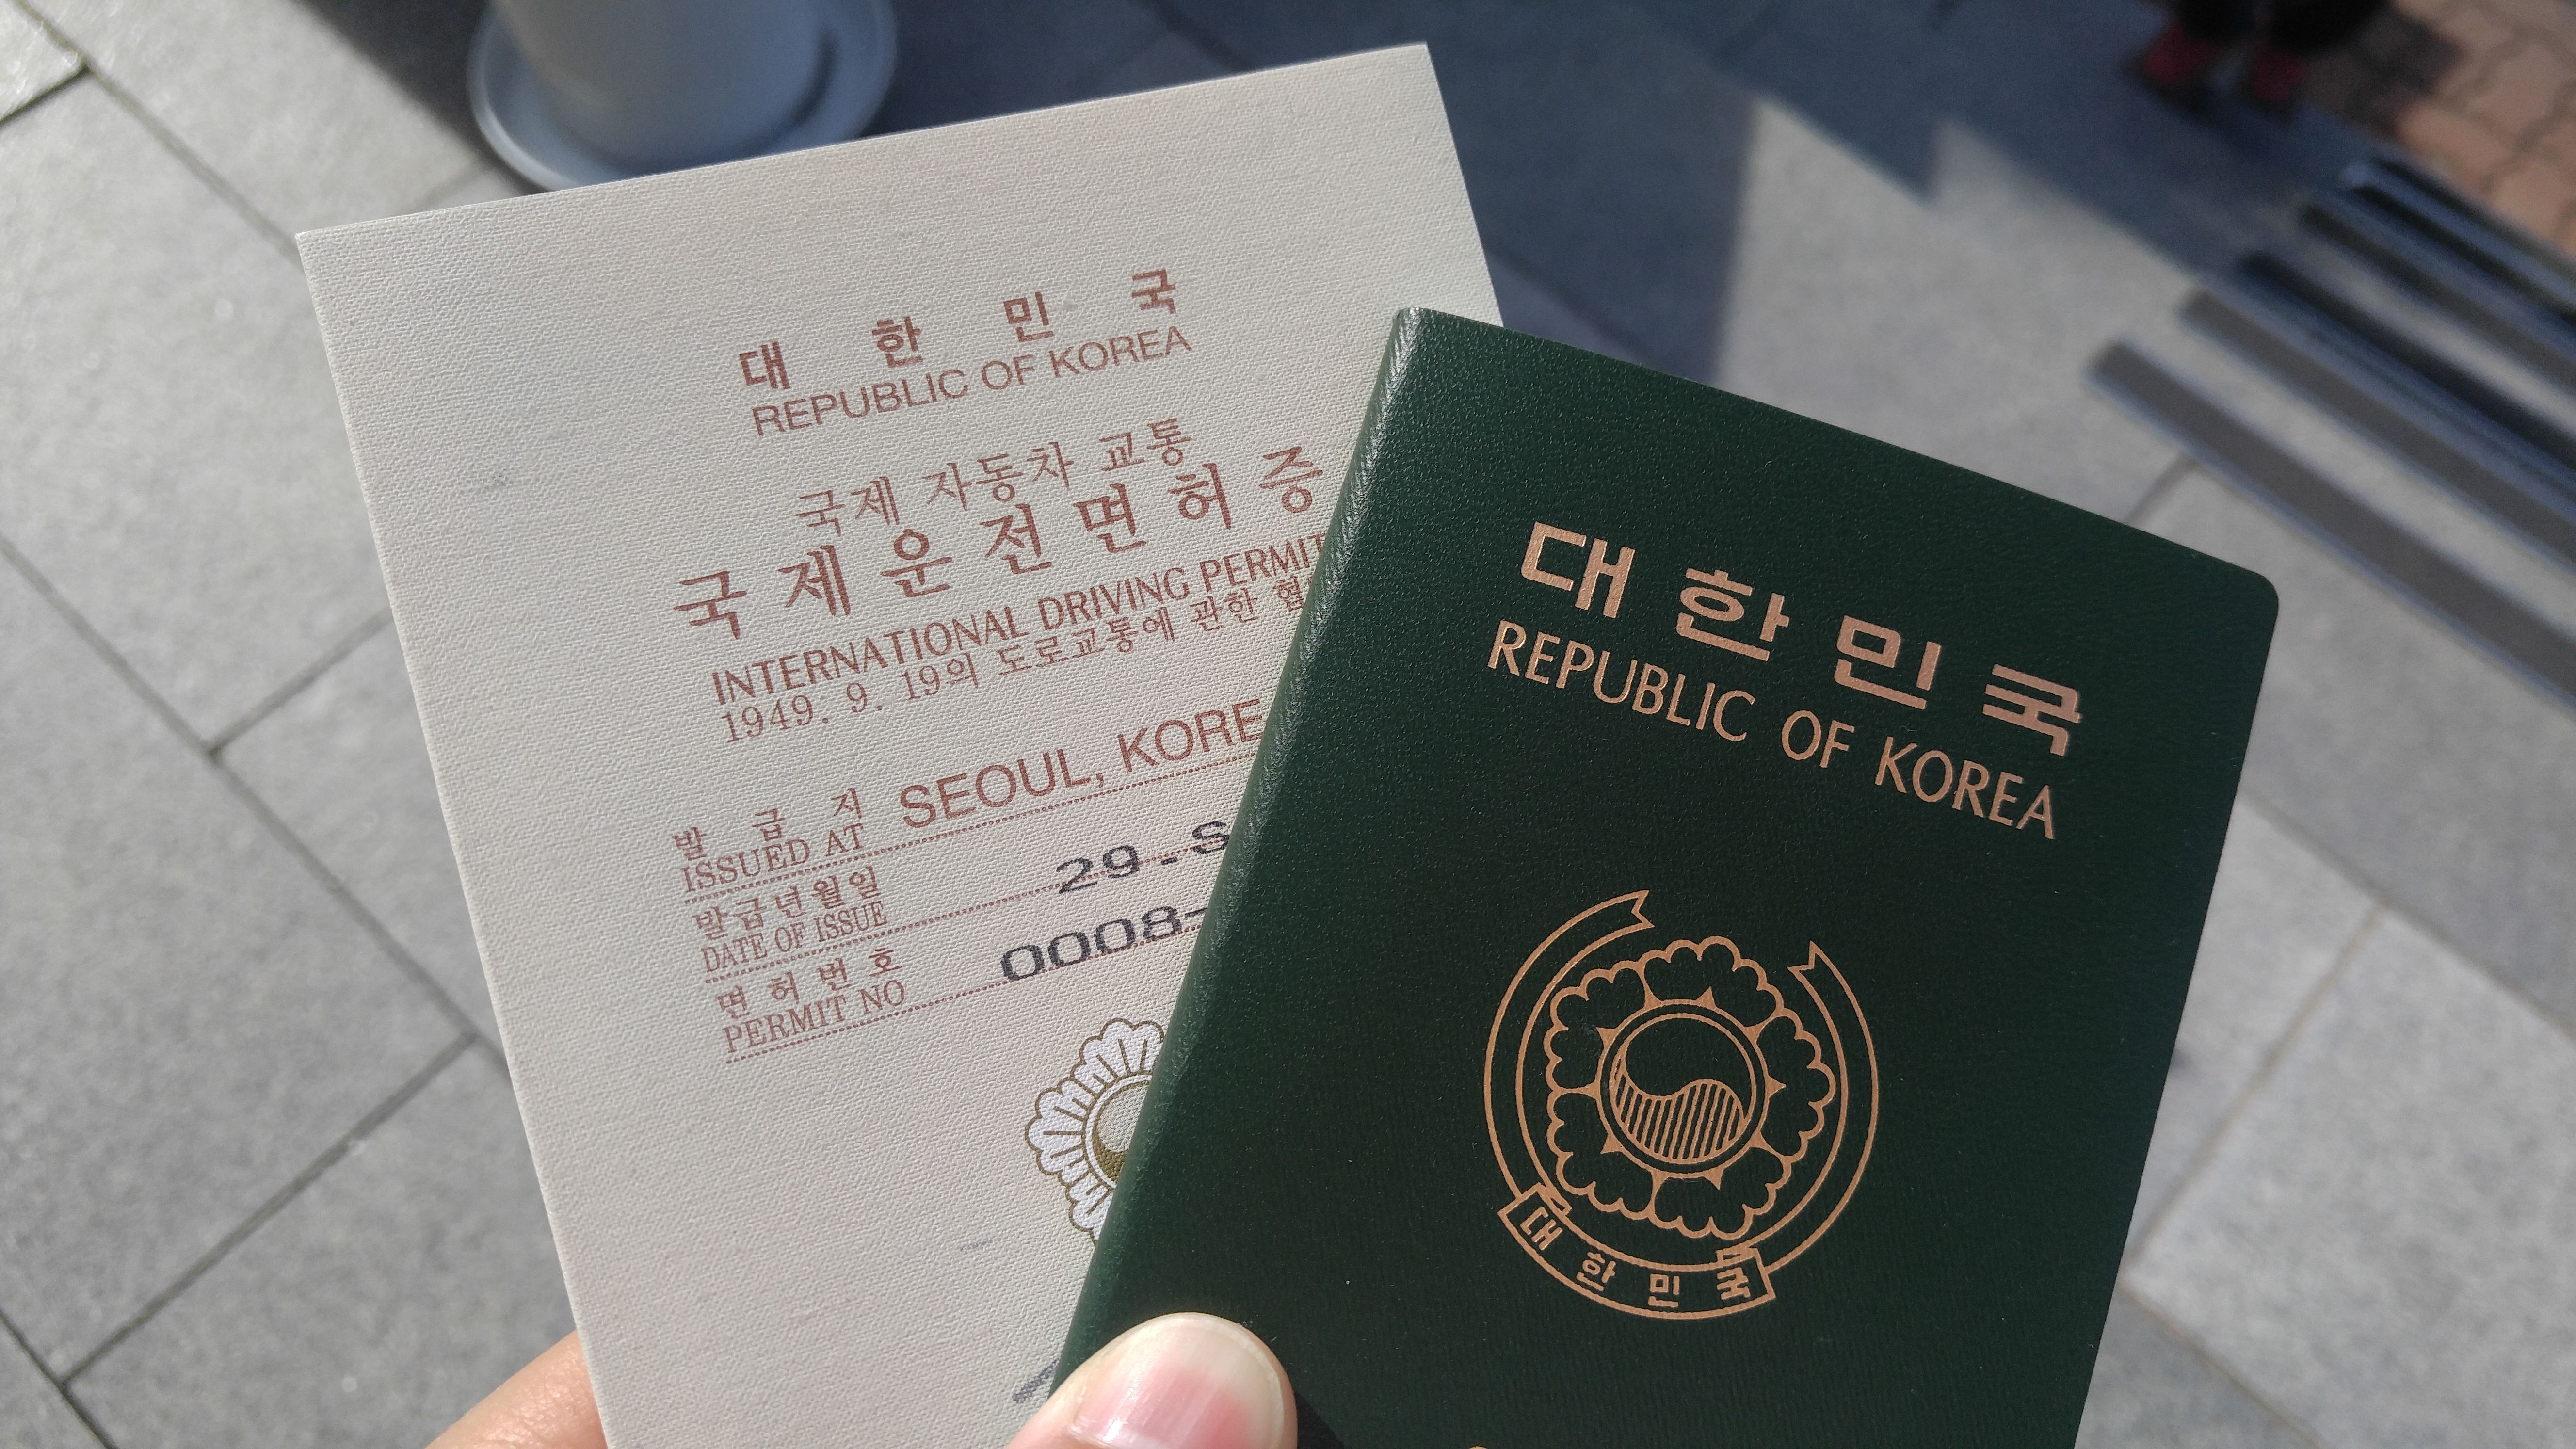 대 한 민 국
REPUBLIC OF KOREA
국제 자동차 교통
국제운전면허증
INTERNATIONAL DRIVING PERMIT
1949. 9. 19의 도로교통에 관한
발 급 지
ISSUED AT SEOUL, KORE
발급년월일
DATE OF ISSUE 29.S
면 허 번 호
PERMIT NO 0008-
대한민국
REPUBLIC OF KOREA
대한민국